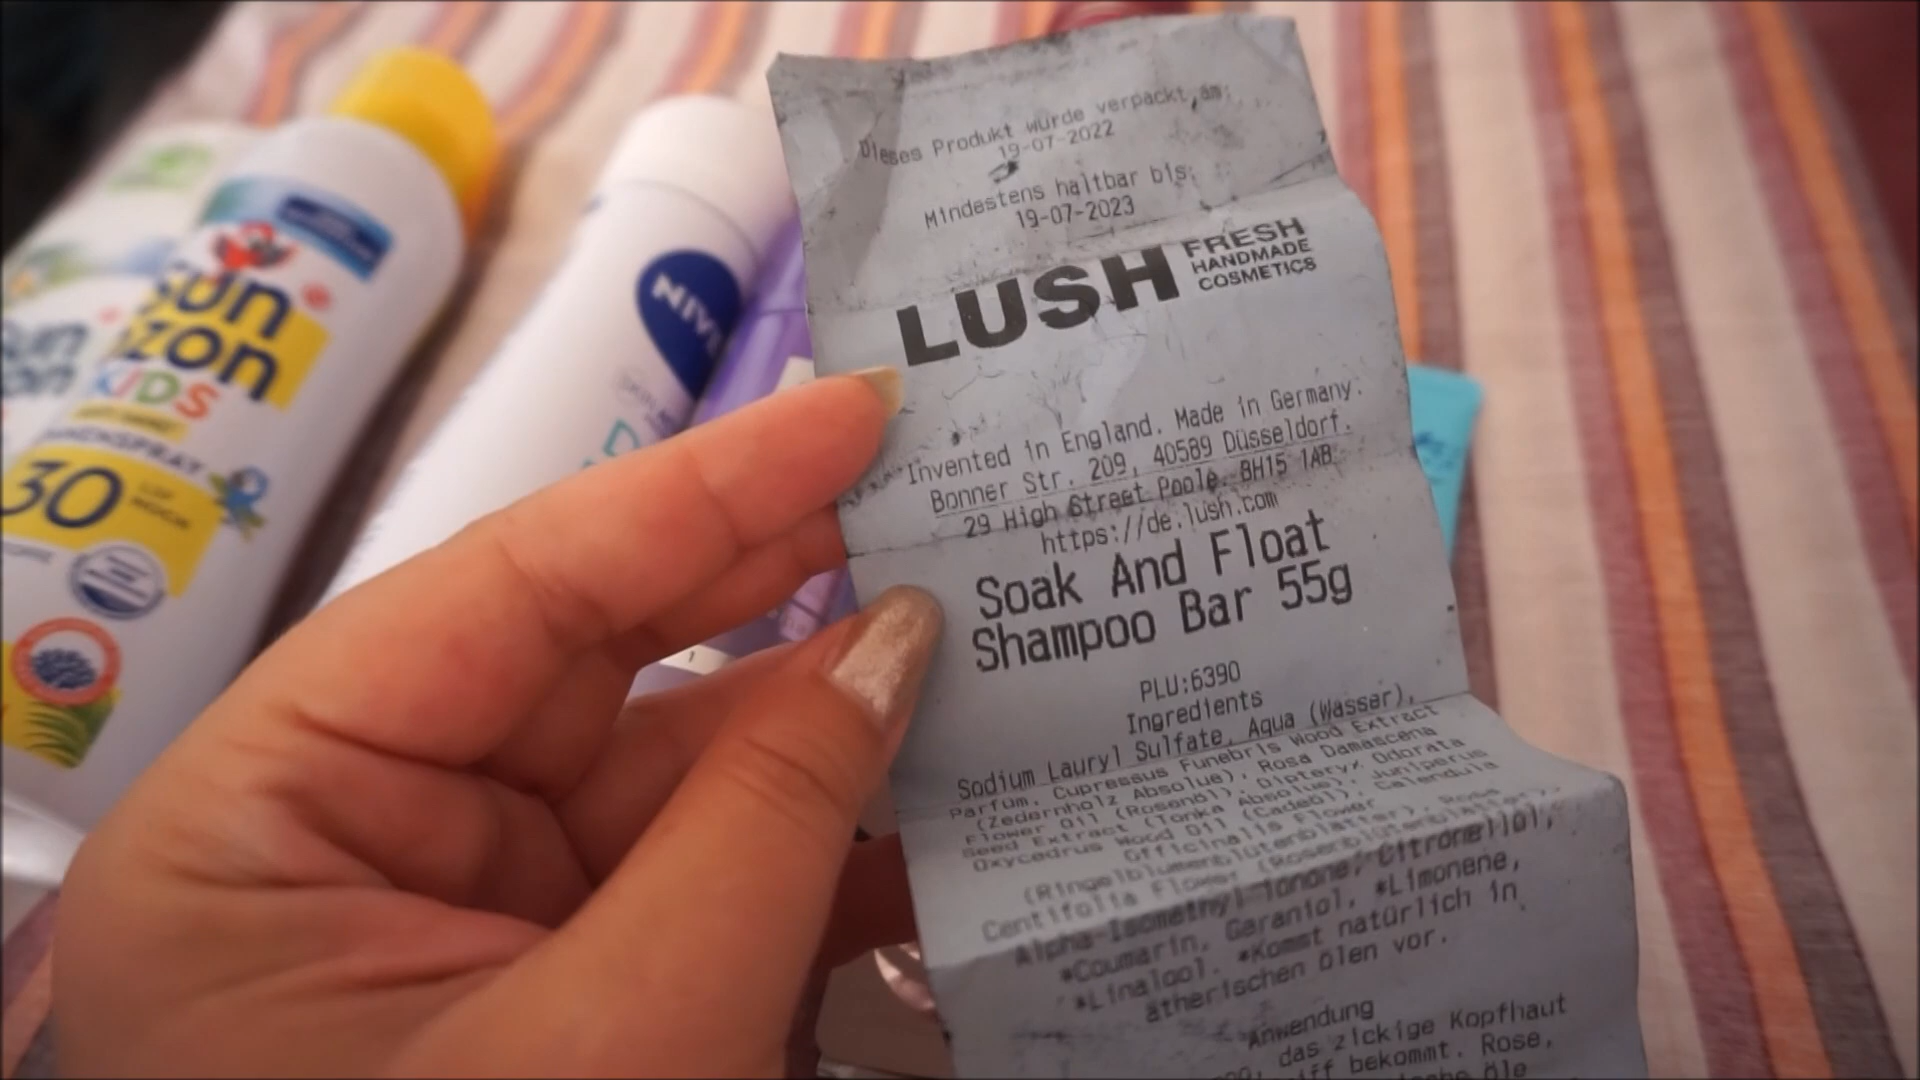 Dieses Produkt wurde verpackt am:
19-07-2022
Mindestens haltbar bis:
19-07-2023
LUSH FRESH
HANDMADE
COSMETICS
Invented in England. Made in Germany.
Bonner Str. 209, 40589 Düsseldorf.
29 High Street Poole. BH15 1AB
https://de.lush.com
Soak And Float
Shampoo Bar 55g
PLU:6390
Ingredients
Sodium Lauryl Sulfate, Aqua (Wasser),
Parfüm, Cupressus Funebris Wood Extract
(Zedernholz Absolue), Rosa Damascena
Flower Oil (Rosenöl), Dipteryx Odorata
Seed Extract (Tonka Absolue), Juniperus
Oxycedrus Wood Oil (Cadeöl), Calendula
Officinalis Flower
(Ringelblumenblütenblätter), Rosa
Centifolia Flower (Rosenblütenblätter),
Alpha-Isomethyl Ionone, Citronellol,
*Coumarin, Geraniol, *Limonene,
*Linalool. *Kommt natürlich in
ätherischen Ölen vor.
Anwendung
das zickige Kopfhaut
bekommt. Rose,
Öle
sun
ozon
KIDS
30
NIVE